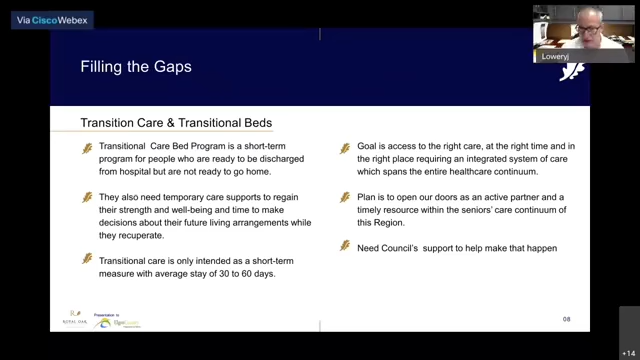 Via Cisco Webex
Loweryj
Filling the Gaps
Transition Care & Transitional Beds
Transitional Care Bed Program is a short-term
program for people who are ready to be discharged
from hospital but are not ready to go home.
They also need temporary care supports to regain
their strength and well-being and time to make
decisions about their future living arrangements while
they recuperate.
Transitional care is only intended as a short-term
measure with average stay of 30 to 60 days.
Goal is access to the right care, at the right time and in
the right place requiring an integrated system of care
which spans the entire healthcare continuum.
Plan is to open our doors as an active partner and a
timely resource within the seniors' care continuum of
this Region.
Need Council's support to help make that happen
ROYAL OAK
Presentation to
08
+14